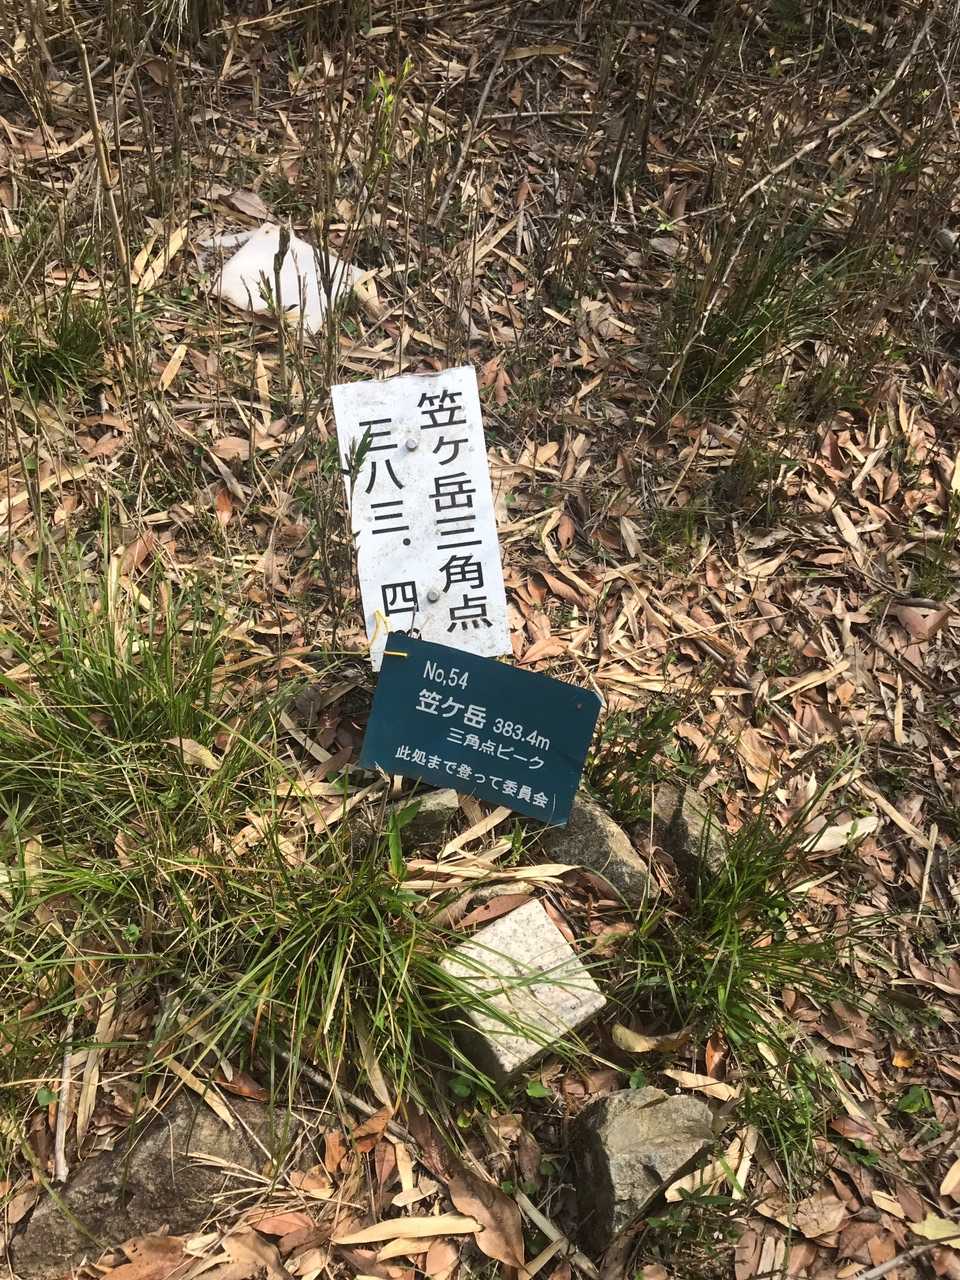 笠ヶ岳三角点
三八三・四
No,54
笠ケ岳 383.4m
三角点ピーク
此処まで登って委員会